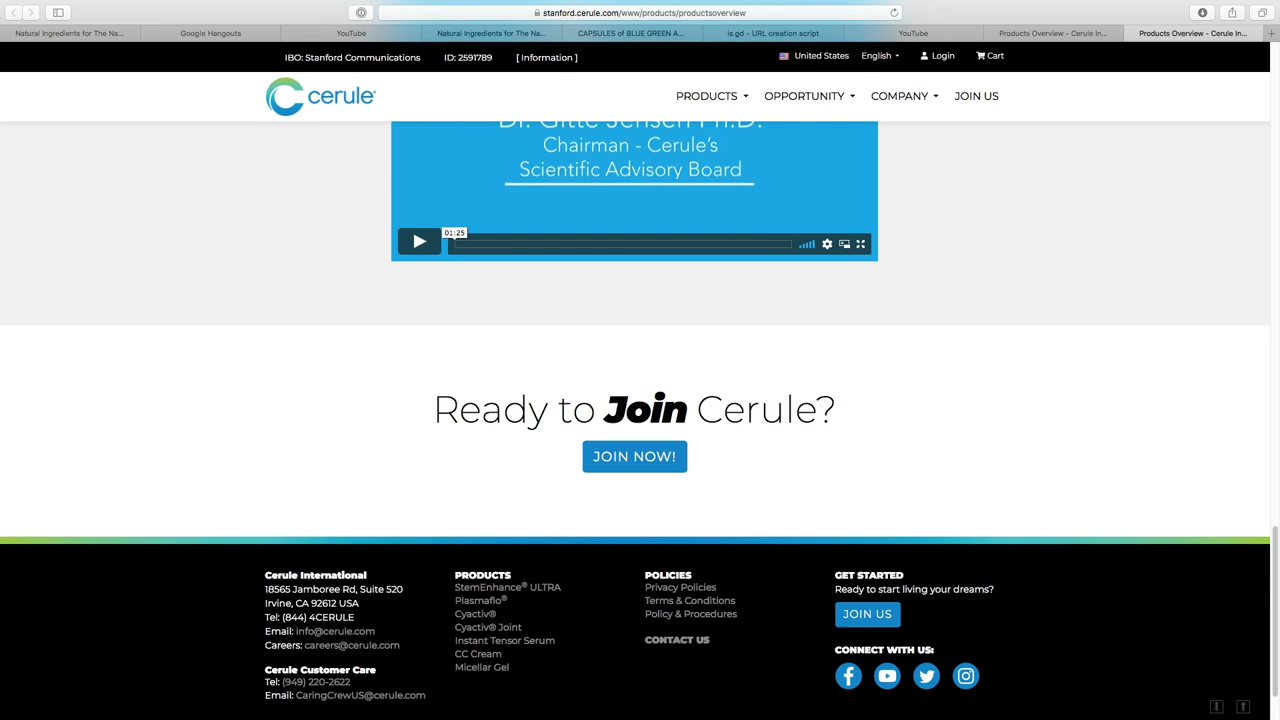 stanford.cerule.com/www/products/productsoverview
Natural Ingredients for The Na...
Google Hangouts
YouTube
Natural Ingredients for The Na...
CAPSULES of BLUE GREEN A...
is.gd - URL creation script
YouTube
Products Overview - Cerule In...
Products Overview - Cerule In...
IBO: Stanford Communications ID: 2591789 [ Information ]
United States English Login Cart
cerule®
PRODUCTS OPPORTUNITY COMPANY JOIN US
Dr. Gitte Jensen Ph.D.
Chairman - Cerule's
Scientific Advisory Board
01:25
Ready to Join Cerule?
JOIN NOW!
Cerule International
18565 Jamboree Rd, Suite 520
Irvine, CA 92612 USA
Tel: (844) 4CERULE
Email: info@cerule.com
Careers: careers@cerule.com
Cerule Customer Care
Tel: (949) 220-2622
Email: CaringCrewUS@cerule.com
PRODUCTS
StemEnhance® ULTRA
Plasmaflo®
Cyactiv®
Cyactiv® Joint
Instant Tensor Serum
CC Cream
Micellar Gel
POLICIES
Privacy Policies
Terms & Conditions
Policy & Procedures
CONTACT US
GET STARTED
Ready to start living your dreams?
JOIN US
CONNECT WITH US: